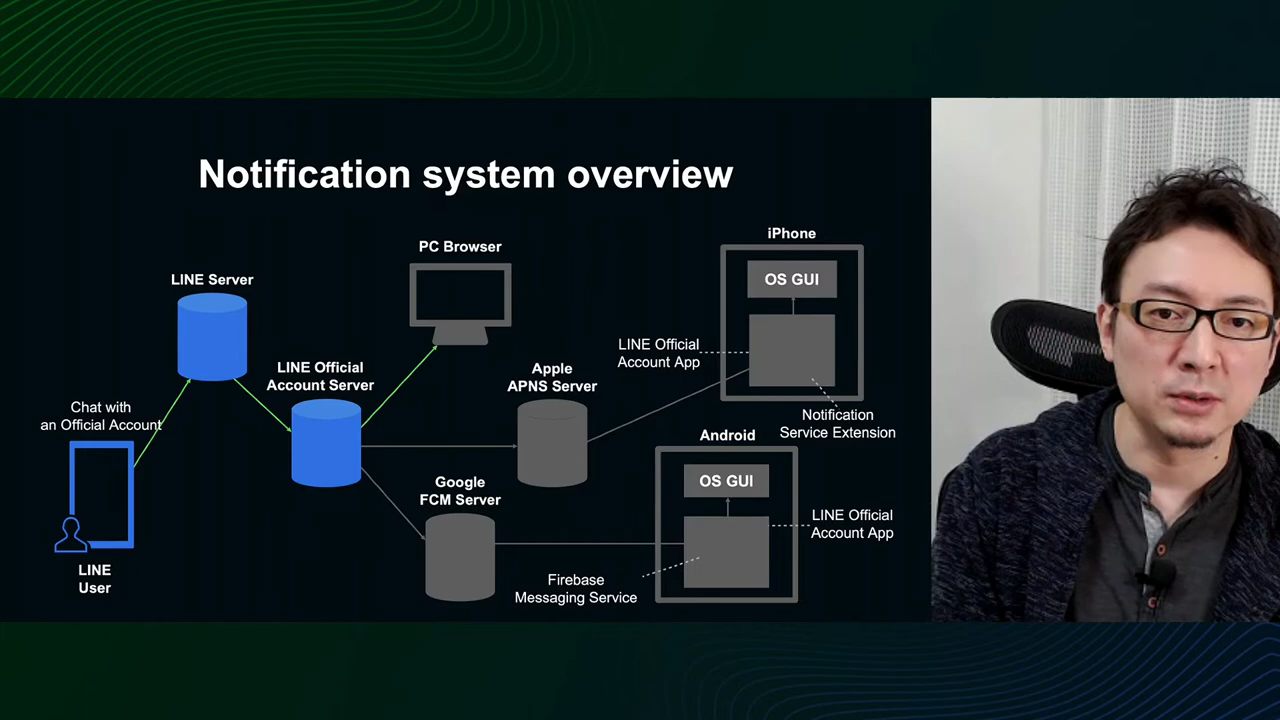 Notification system overview
iPhone
PC Browser
OS GUI
LINE Server
LINE Official
Account App
LINE Official
Account Server
Apple
APNS Server
Chat with
an Official Account
Notification
Service Extension
Android
OS GUI
Google
FCM Server
LINE Official
Account App
LINE
User
Firebase
Messaging Service